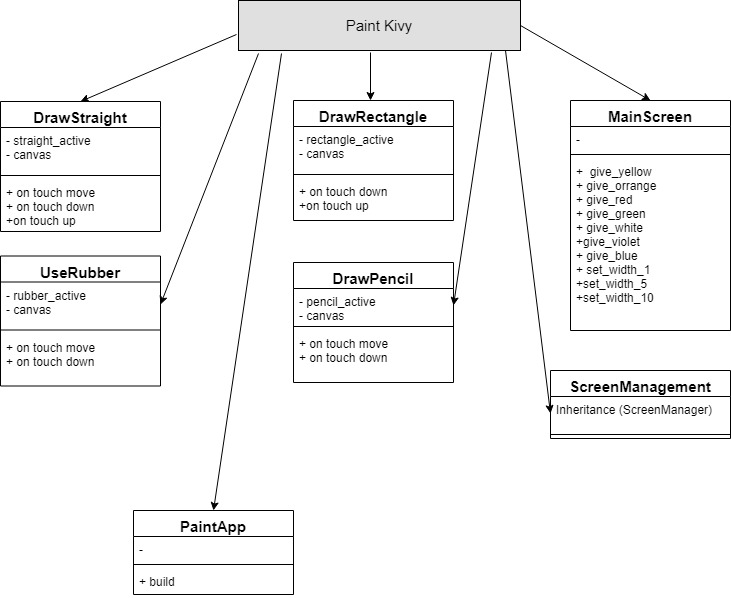 Paint Kivy
DrawStraight
- straight_active
- canvas
+ on touch move
+ on touch down
+on touch up
DrawRectangle
- rectangle_active
- canvas
+ on touch down
+on touch up
MainScreen
-
+ give_yellow
+ give_orrange
+ give_red
+ give_green
+ give_white
+give_violet
+ give_blue
+ set_width_1
+set_width_5
+set_width_10
UseRubber
- rubber_active
- canvas
+ on touch move
+ on touch down
DrawPencil
- pencil_active
- canvas
+ on touch move
+ on touch down
ScreenManagement
Inheritance (ScreenManager)
PaintApp
-
+ build